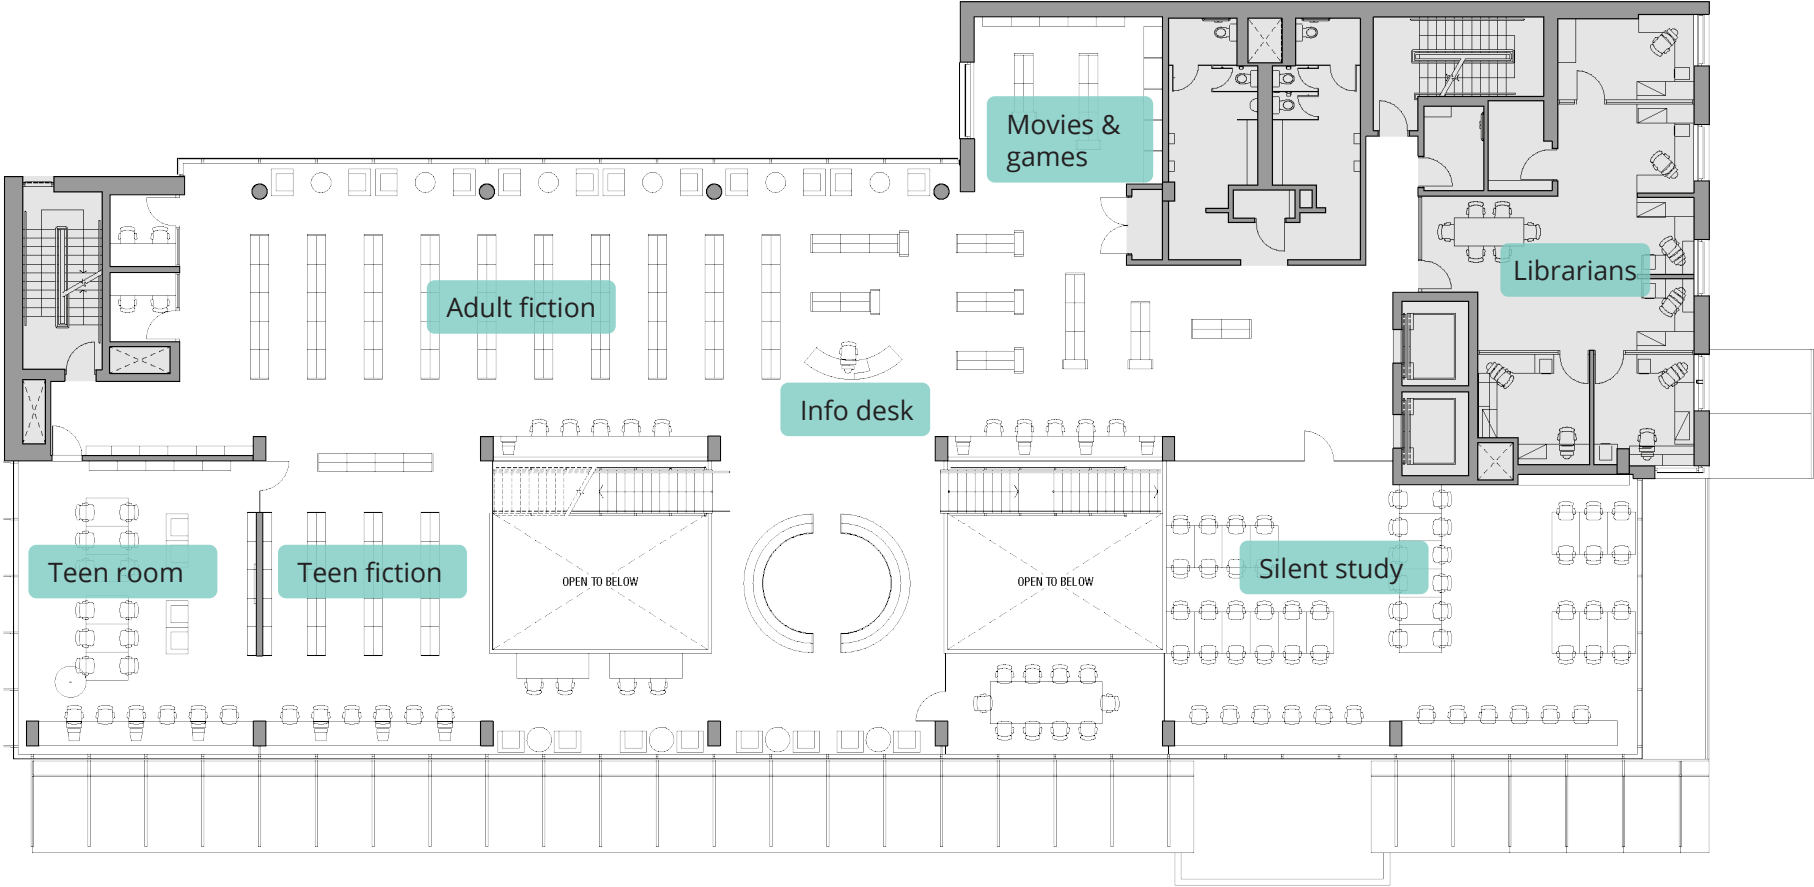 Movies &
games
Librarians
Adult fiction
Info desk
Teen room
Teen fiction
OPEN TO BELOW
OPEN TO BELOW
Silent study